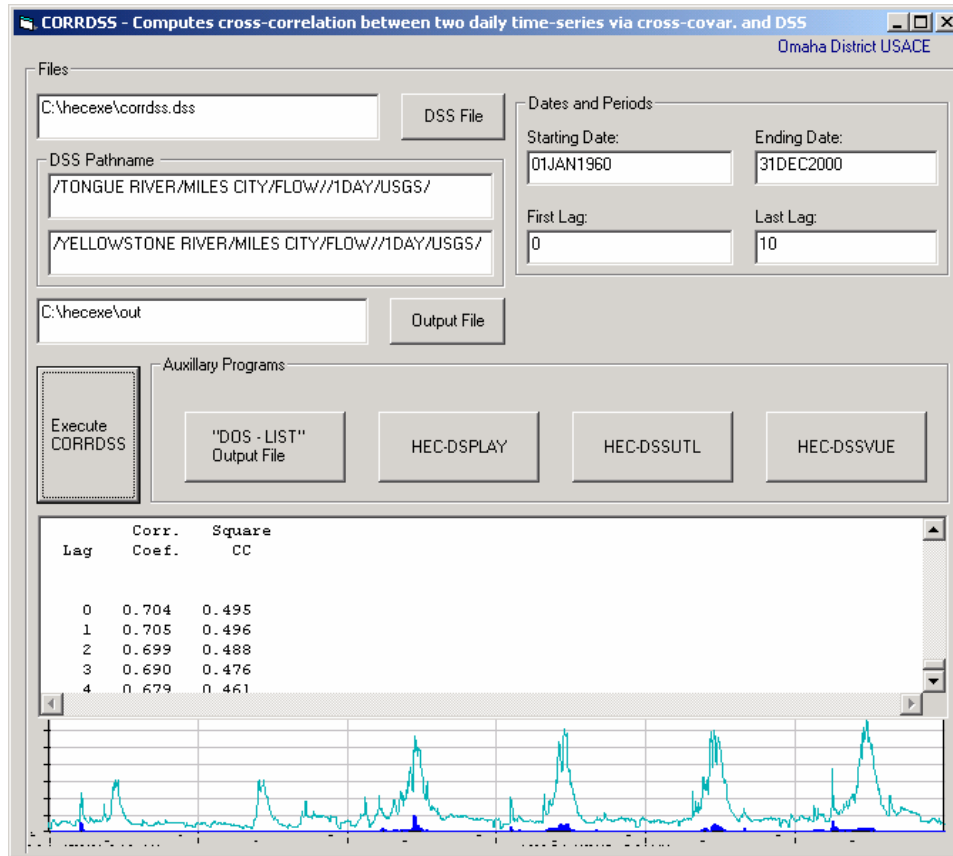 CORRDSS - Computes cross-correlation between two daily time-series via cross-covar. and DSS
Omaha District USACE
Files
C:\hecexe\corrdss.dss
DSS File
DSS Pathname
/TONGUE RIVER/MILES CITY/FLOW//1DAY/USGS/
/YELLOWSTONE RIVER/MILES CITY/FLOW//1DAY/USGS/
Dates and Periods
Starting Date:
Ending Date:
01JAN1960
31DEC2000
First Lag:
Last Lag:
0
10
C:\hecexe\out
Output File
Execute
CORRDSS
Auxillary Programs
"DOS - LIST"
Output File
HEC-DSPLAY
HEC-DSSUTL
HEC-DSSVUE
Corr. Square
Lag Coef. CC
0 0.704 0.495
1 0.705 0.496
2 0.699 0.488
3 0.690 0.476
4 0.679 0.461